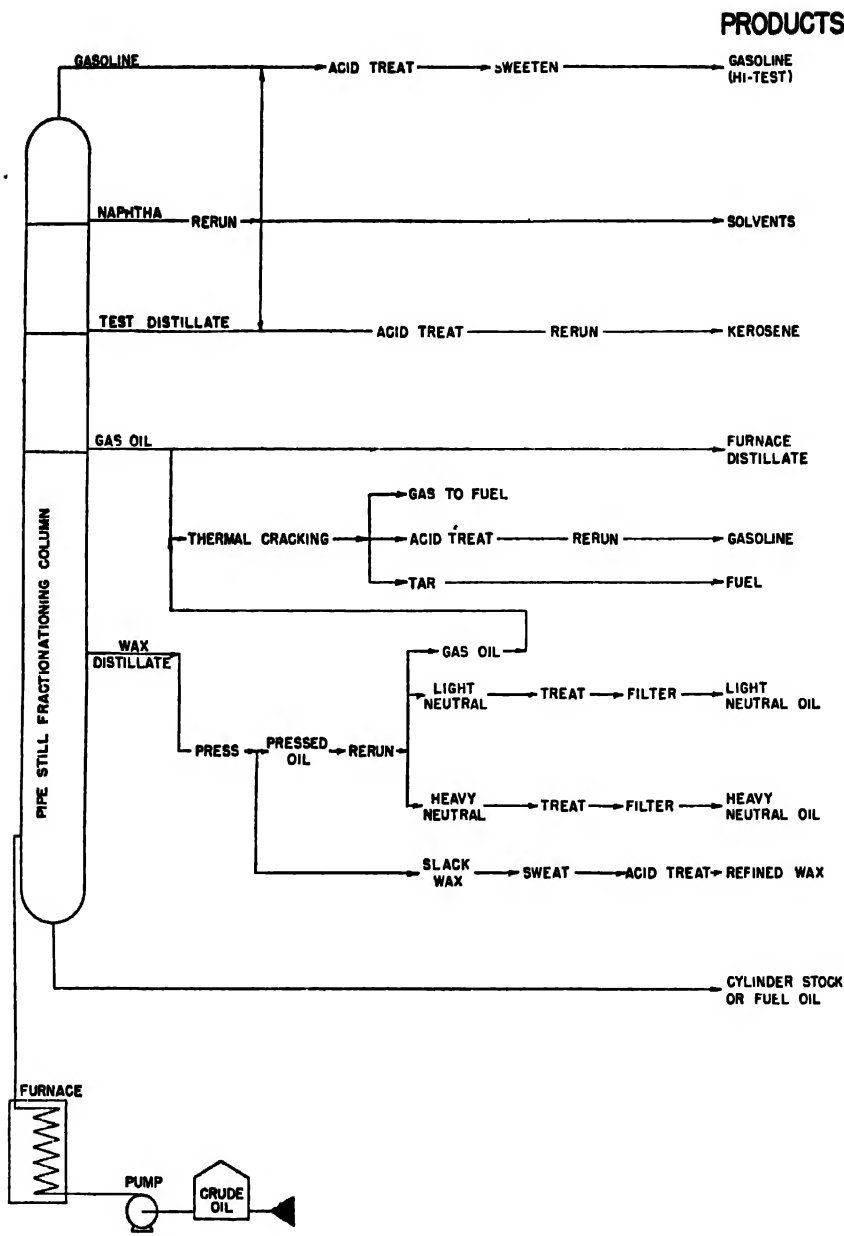 PRODUCTS
GASOLINE
ACID TREAT
SWEETEN
GASOLINE
(HI-TEST)
NAPHTHA
RERUN
SOLVENTS
TEST DISTILLATE
ACID TREAT
RERUN
KEROSENE
GAS OIL
FURNACE
DISTILLATE
GAS TO FUEL
THERMAL CRACKING
ACID TREAT
RERUN
GASOLINE
TAR
FUEL
PIPE STILL FRACTIONATIONING COLUMN
WAX
DISTILLATE
GAS OIL
LIGHT
NEUTRAL
TREAT
FILTER
LIGHT
NEUTRAL OIL
PRESS
PRESSED
OIL
RERUN
HEAVY
NEUTRAL
TREAT
FILTER
HEAVY
NEUTRAL OIL
SLACK
WAX
SWEAT
ACID TREAT
REFINED WAX
CYLINDER STOCK
OR FUEL OIL
FURNACE
PUMP
CRUDE
OIL